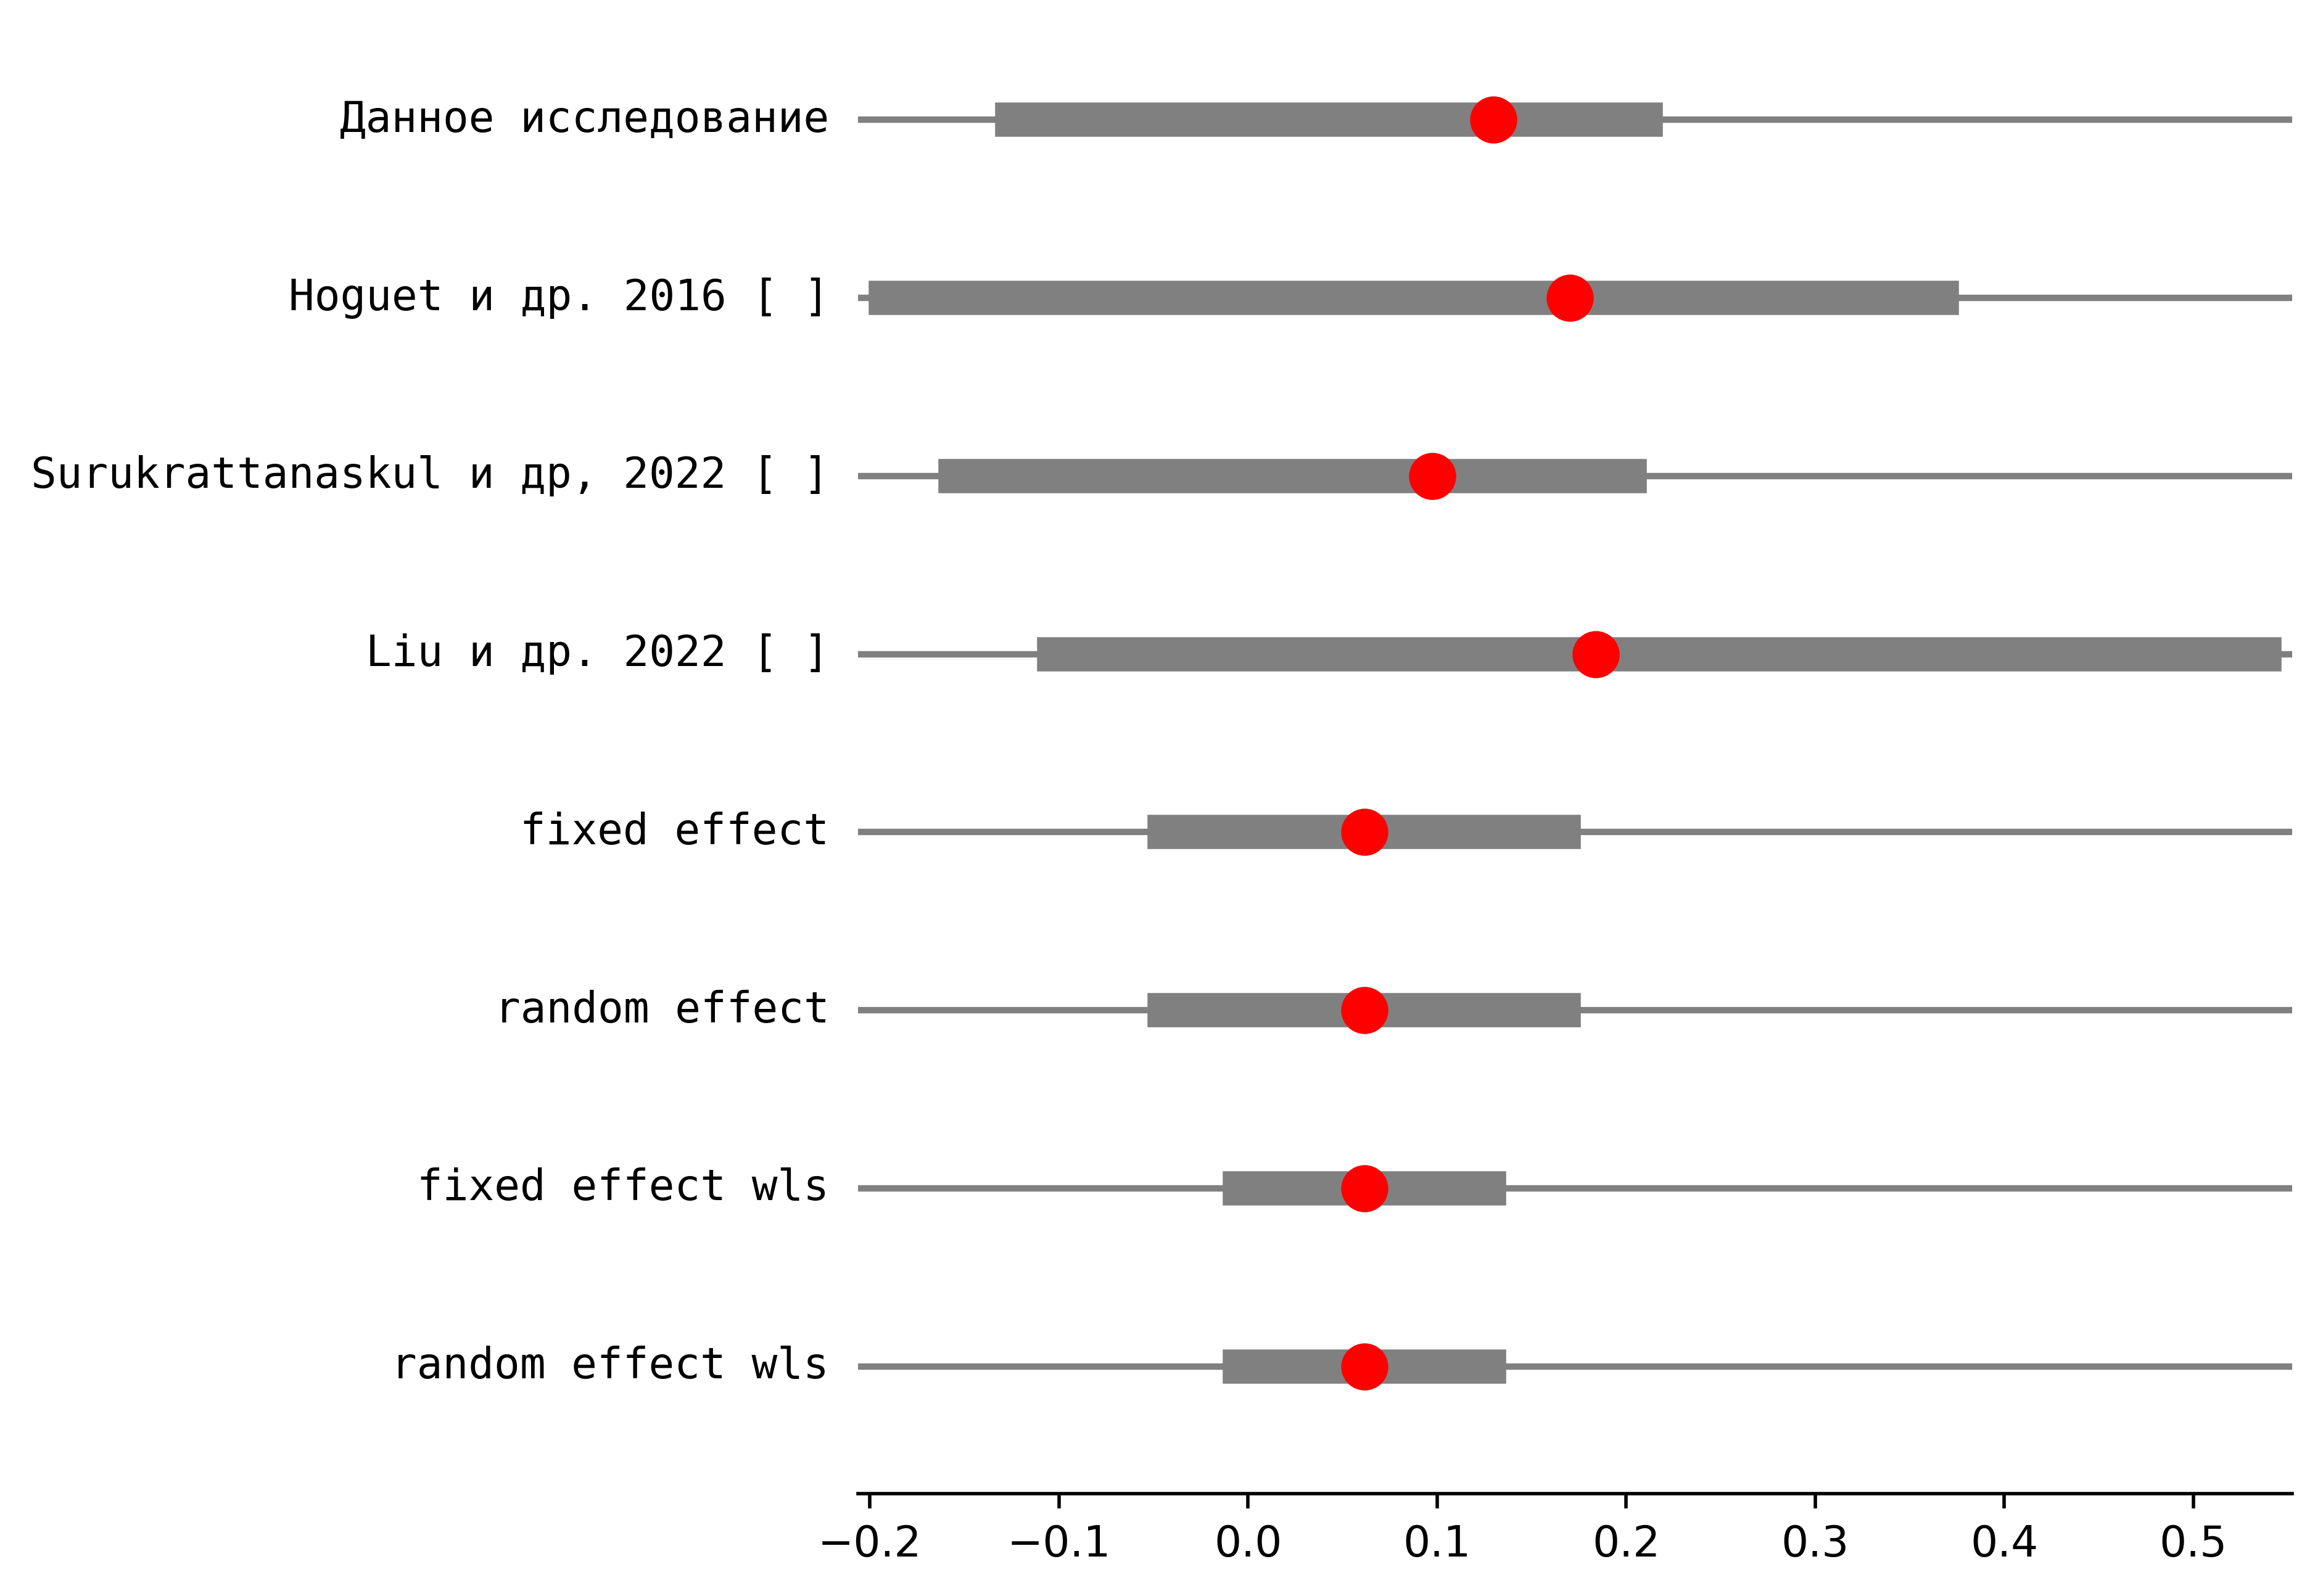 Данное исследование
Hoguet и др. 2016 [ ]
Surukrattanaskul и др, 2022 [ ]
Liu и др. 2022 [ ]
fixed effect
random effect
fixed effect wls
random effect wls
−0.2 −0.1 0.0 0.1 0.2 0.3 0.4 0.5